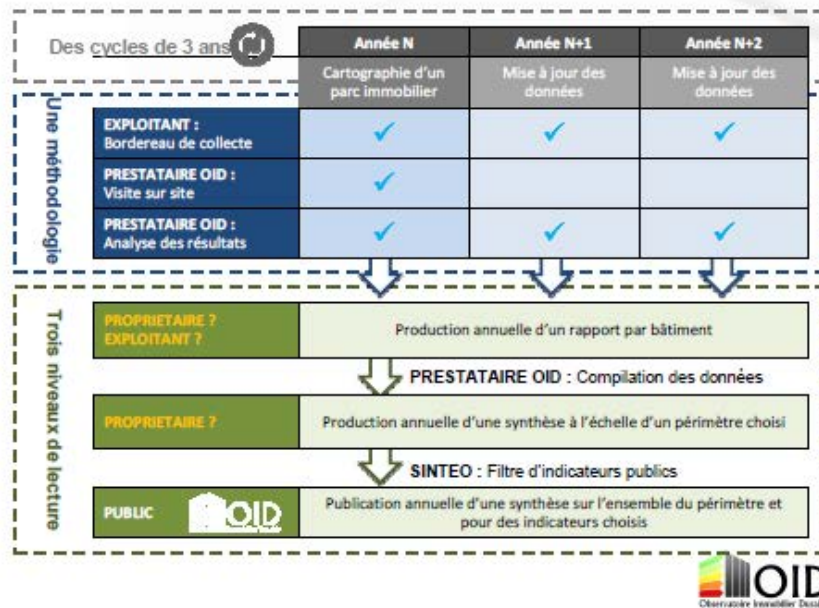 Des cycles de 3 ans
Année N
Année N+1
Année N+2
Cartographie d'un
parc immobilier
Mise à jour des
données
Mise à jour des
données
Une méthodologie
EXPLOITANT :
Bordereau de collecte
✓ ✓ ✓
PRESTATAIRE OID :
Visite sur site
✓
PRESTATAIRE OID :
Analyse des résultats
✓ ✓ ✓
Trois niveaux de lecture
PROPRIETAIRE ?
EXPLOITANT ?
Production annuelle d'un rapport par bâtiment
PRESTATAIRE OID : Compilation des données
PROPRIETAIRE ?
Production annuelle d'une synthèse à l'échelle d'un périmètre choisi
SINTEO : Filtre d'indicateurs publics
PUBLIC
OID
Publication annuelle d'une synthèse sur l'ensemble du périmètre et
pour des indicateurs choisis
OID
Observatoire Immobilier